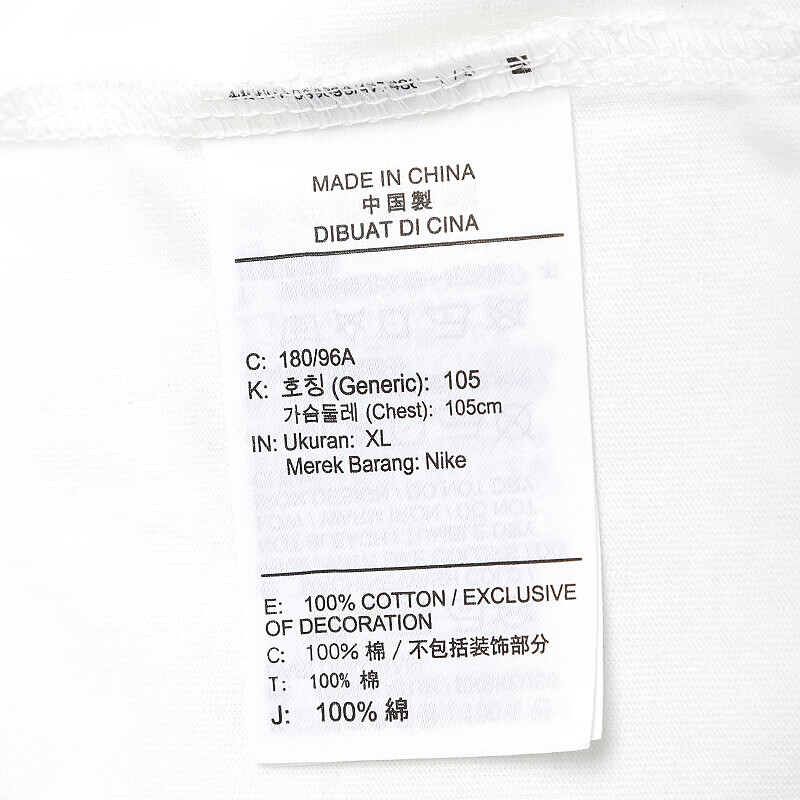 MADE IN CHINA
中国製
DIBUAT DI CINA
C: 180/96A
K: 호칭 (Generic): 105
가슴둘레 (Chest): 105cm
IN: Ukuran: XL
Merek Barang: Nike
E: 100% COTTON / EXCLUSIVE
OF DECORATION
C: 100% 棉 / 不包括装饰部分
T: 100% 棉
J: 100% 綿